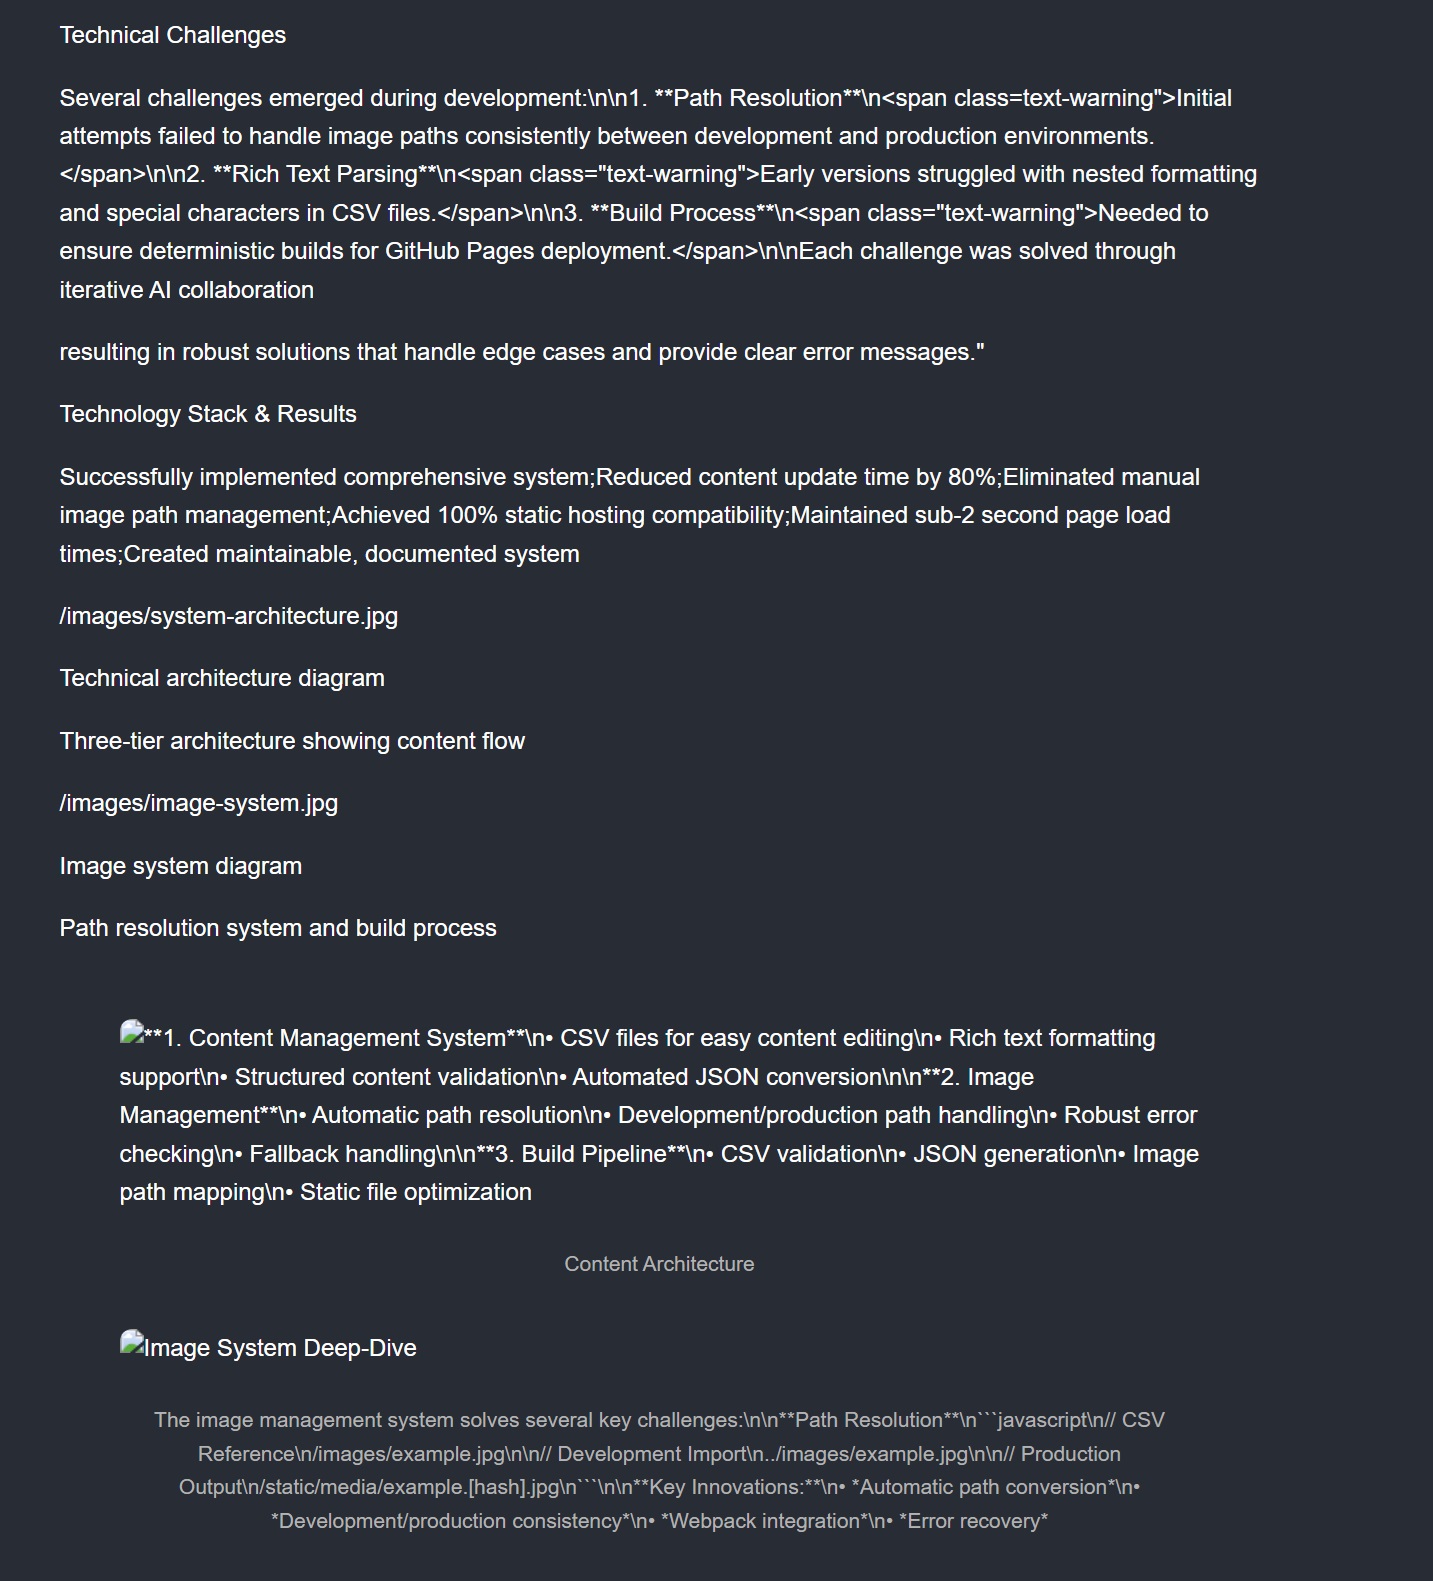 Technical Challenges
Several challenges emerged during development:\n\n1. **Path Resolution**\n<span class=text-warning">Initial
attempts failed to handle image paths consistently between development and production environments.
</span>\n\n2. **Rich Text Parsing**\n<span class="text-warning">Early versions struggled with nested formatting
and special characters in CSV files.</span>\n\n3. **Build Process**\n<span class="text-warning">Needed to
ensure deterministic builds for GitHub Pages deployment.</span>\n\nEach challenge was solved through
iterative AI collaboration
resulting in robust solutions that handle edge cases and provide clear error messages."
Technology Stack & Results
Successfully implemented comprehensive system;Reduced content update time by 80%;Eliminated manual
image path management;Achieved 100% static hosting compatibility;Maintained sub-2 second page load
times;Created maintainable, documented system
/images/system-architecture.jpg
Technical architecture diagram
Three-tier architecture showing content flow
/images/image-system.jpg
Image system diagram
Path resolution system and build process
**1. Content Management System**\n• CSV files for easy content editing\n• Rich text formatting
support\n• Structured content validation\n• Automated JSON conversion\n\n**2. Image
Management**\n• Automatic path resolution\n• Development/production path handling\n• Robust error
checking\n• Fallback handling\n\n**3. Build Pipeline**\n• CSV validation\n• JSON generation\n• Image
path mapping\n• Static file optimization
Content Architecture
Image System Deep-Dive
The image management system solves several key challenges:\n\n**Path Resolution**\n```javascript\n// CSV
Reference\n/images/example.jpg\n\n// Development Import\n../images/example.jpg\n\n// Production
Output\n/static/media/example.[hash].jpg\n```\n\n**Key Innovations:**\n• *Automatic path conversion*\n•
*Development/production consistency*\n• *Webpack integration*\n• *Error recovery*